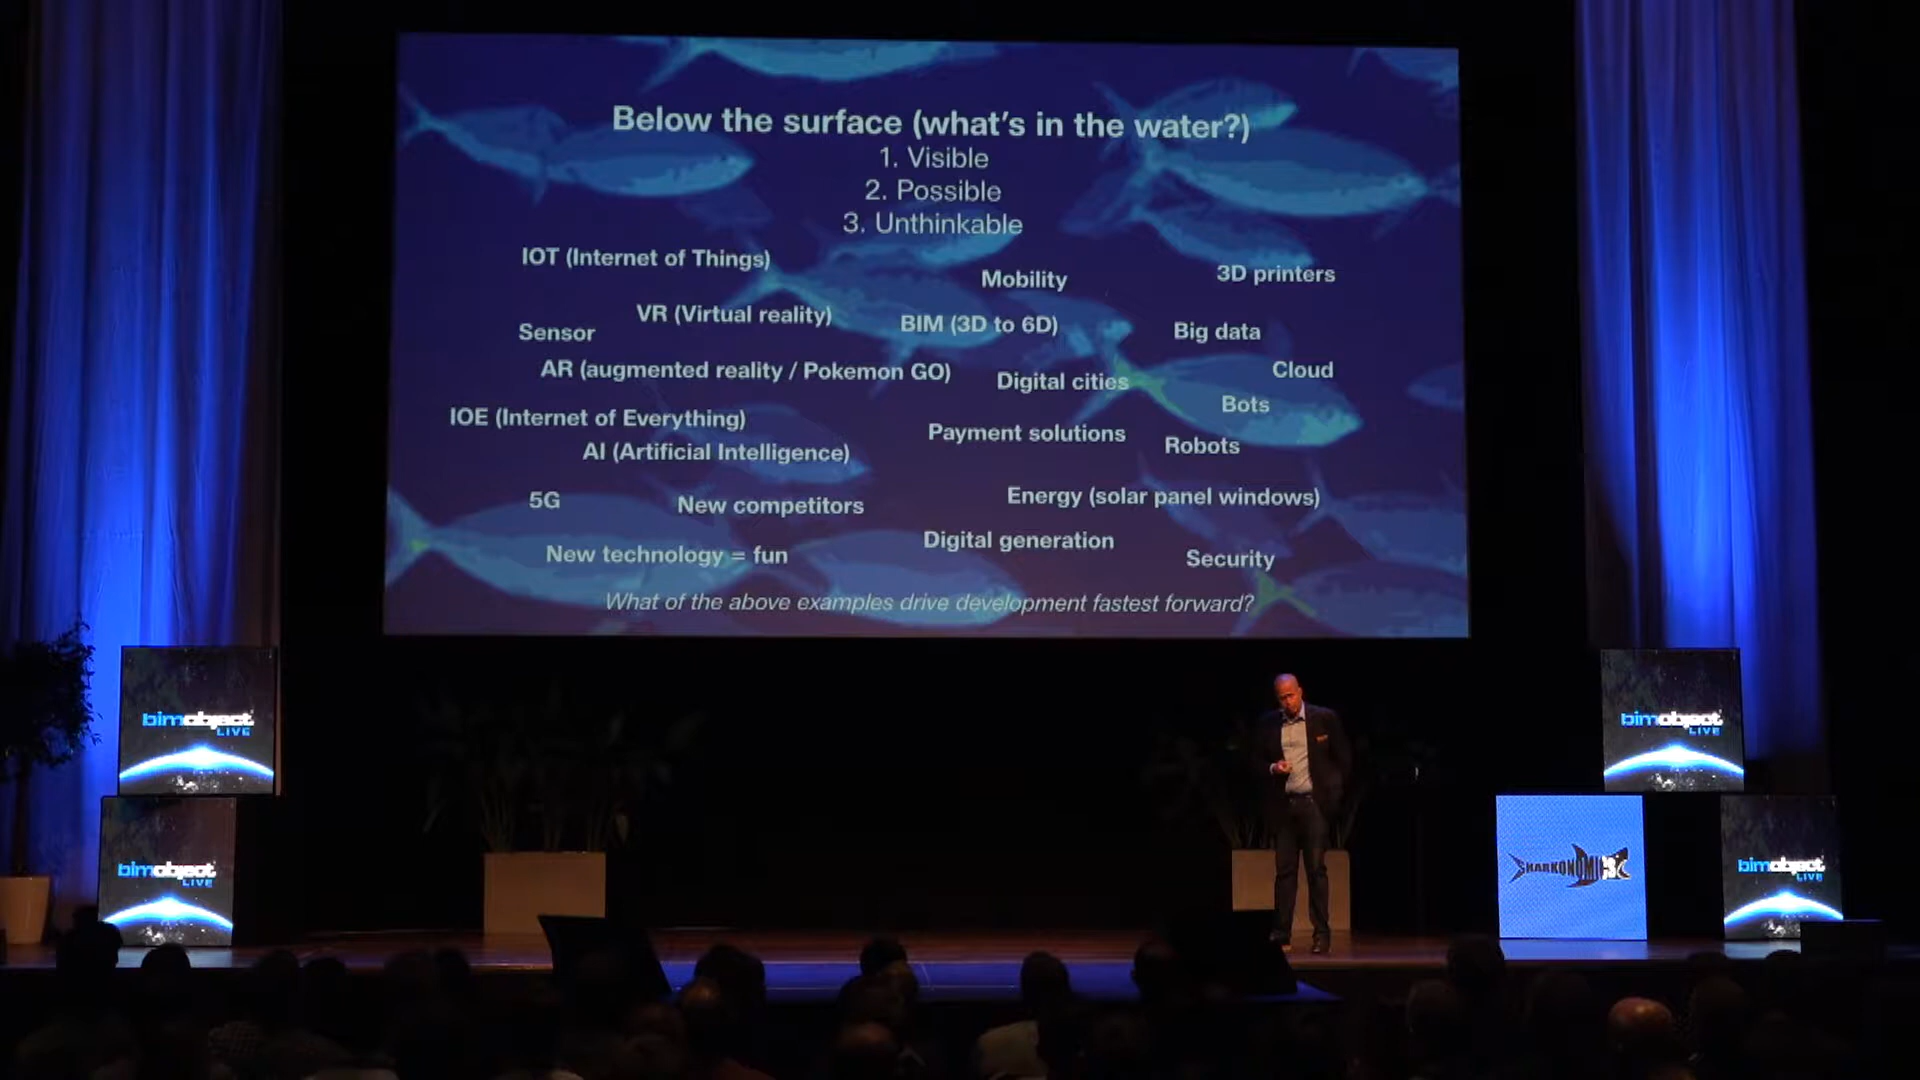 Below the surface (what's in the water?)
1. Visible
2. Possible
3. Unthinkable
IOT (Internet of Things)
Mobility
3D printers
VR (Virtual reality)
BIM (3D to 6D)
Sensor
Big data
AR (augmented reality / Pokemon GO)
Digital cities
Cloud
IOE (Internet of Everything)
Bots
Payment solutions
AI (Artificial Intelligence)
Robots
5G
New competitors
Energy (solar panel windows)
New technology = fun
Digital generation
Security
What of the above examples drive development fastest forward?
bimobject
LIVE
bimobject
LIVE
bimobject
LIVE
SHARKONOMICS
bimobject
LIVE